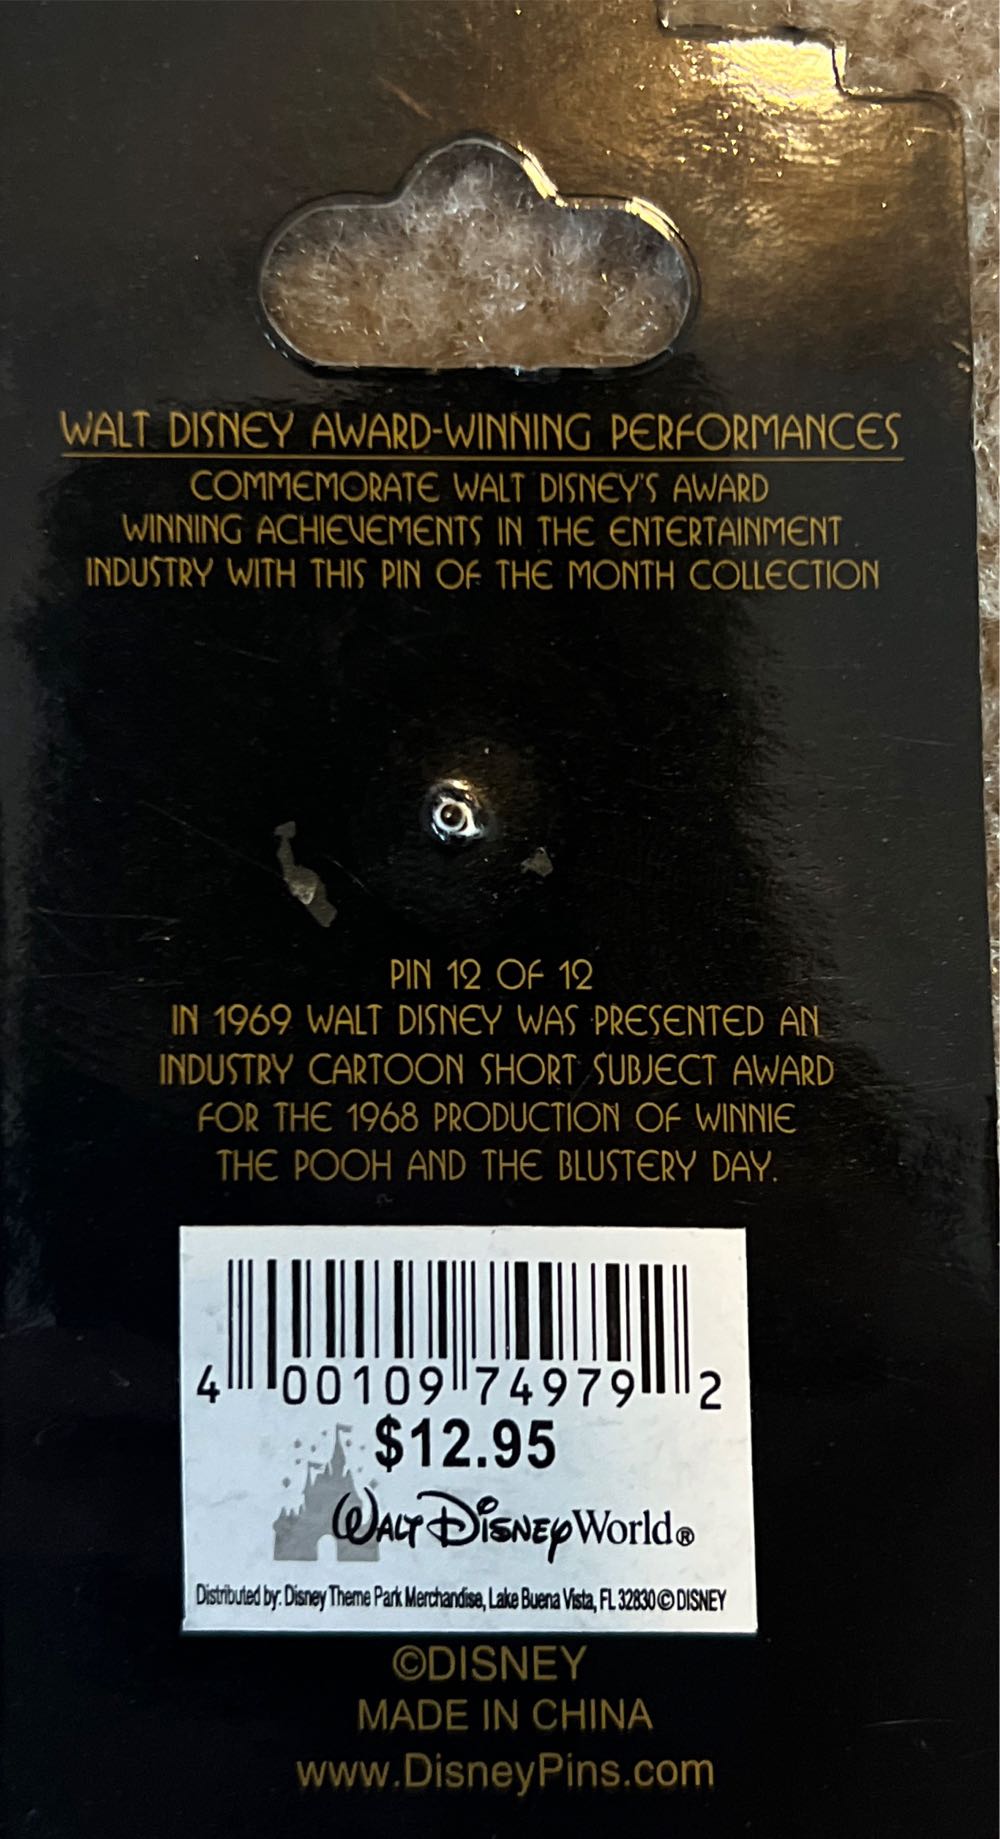 WALT DISNEY AWARD-WINNING PERFORMANCES
COMMEMORATE WALT DISNEY'S AWARD
WINNING ACHIEVEMENTS IN THE ENTERTAINMENT
INDUSTRY WITH THIS PIN OF THE MONTH COLLECTION
PIN 12 OF 12
IN 1969 WALT DISNEY WAS PRESENTED AN
INDUSTRY CARTOON SHORT SUBJECT AWARD
FOR THE 1968 PRODUCTION OF WINNIE
THE POOH AND THE BLUSTERY DAY.
4 00109 74979 2
$12.95
WALT DISNEY World®
Distributed by: Disney Theme Park Merchandise, Lake Buena Vista, FL 32830 © DISNEY
©DISNEY
MADE IN CHINA
www.DisneyPins.com